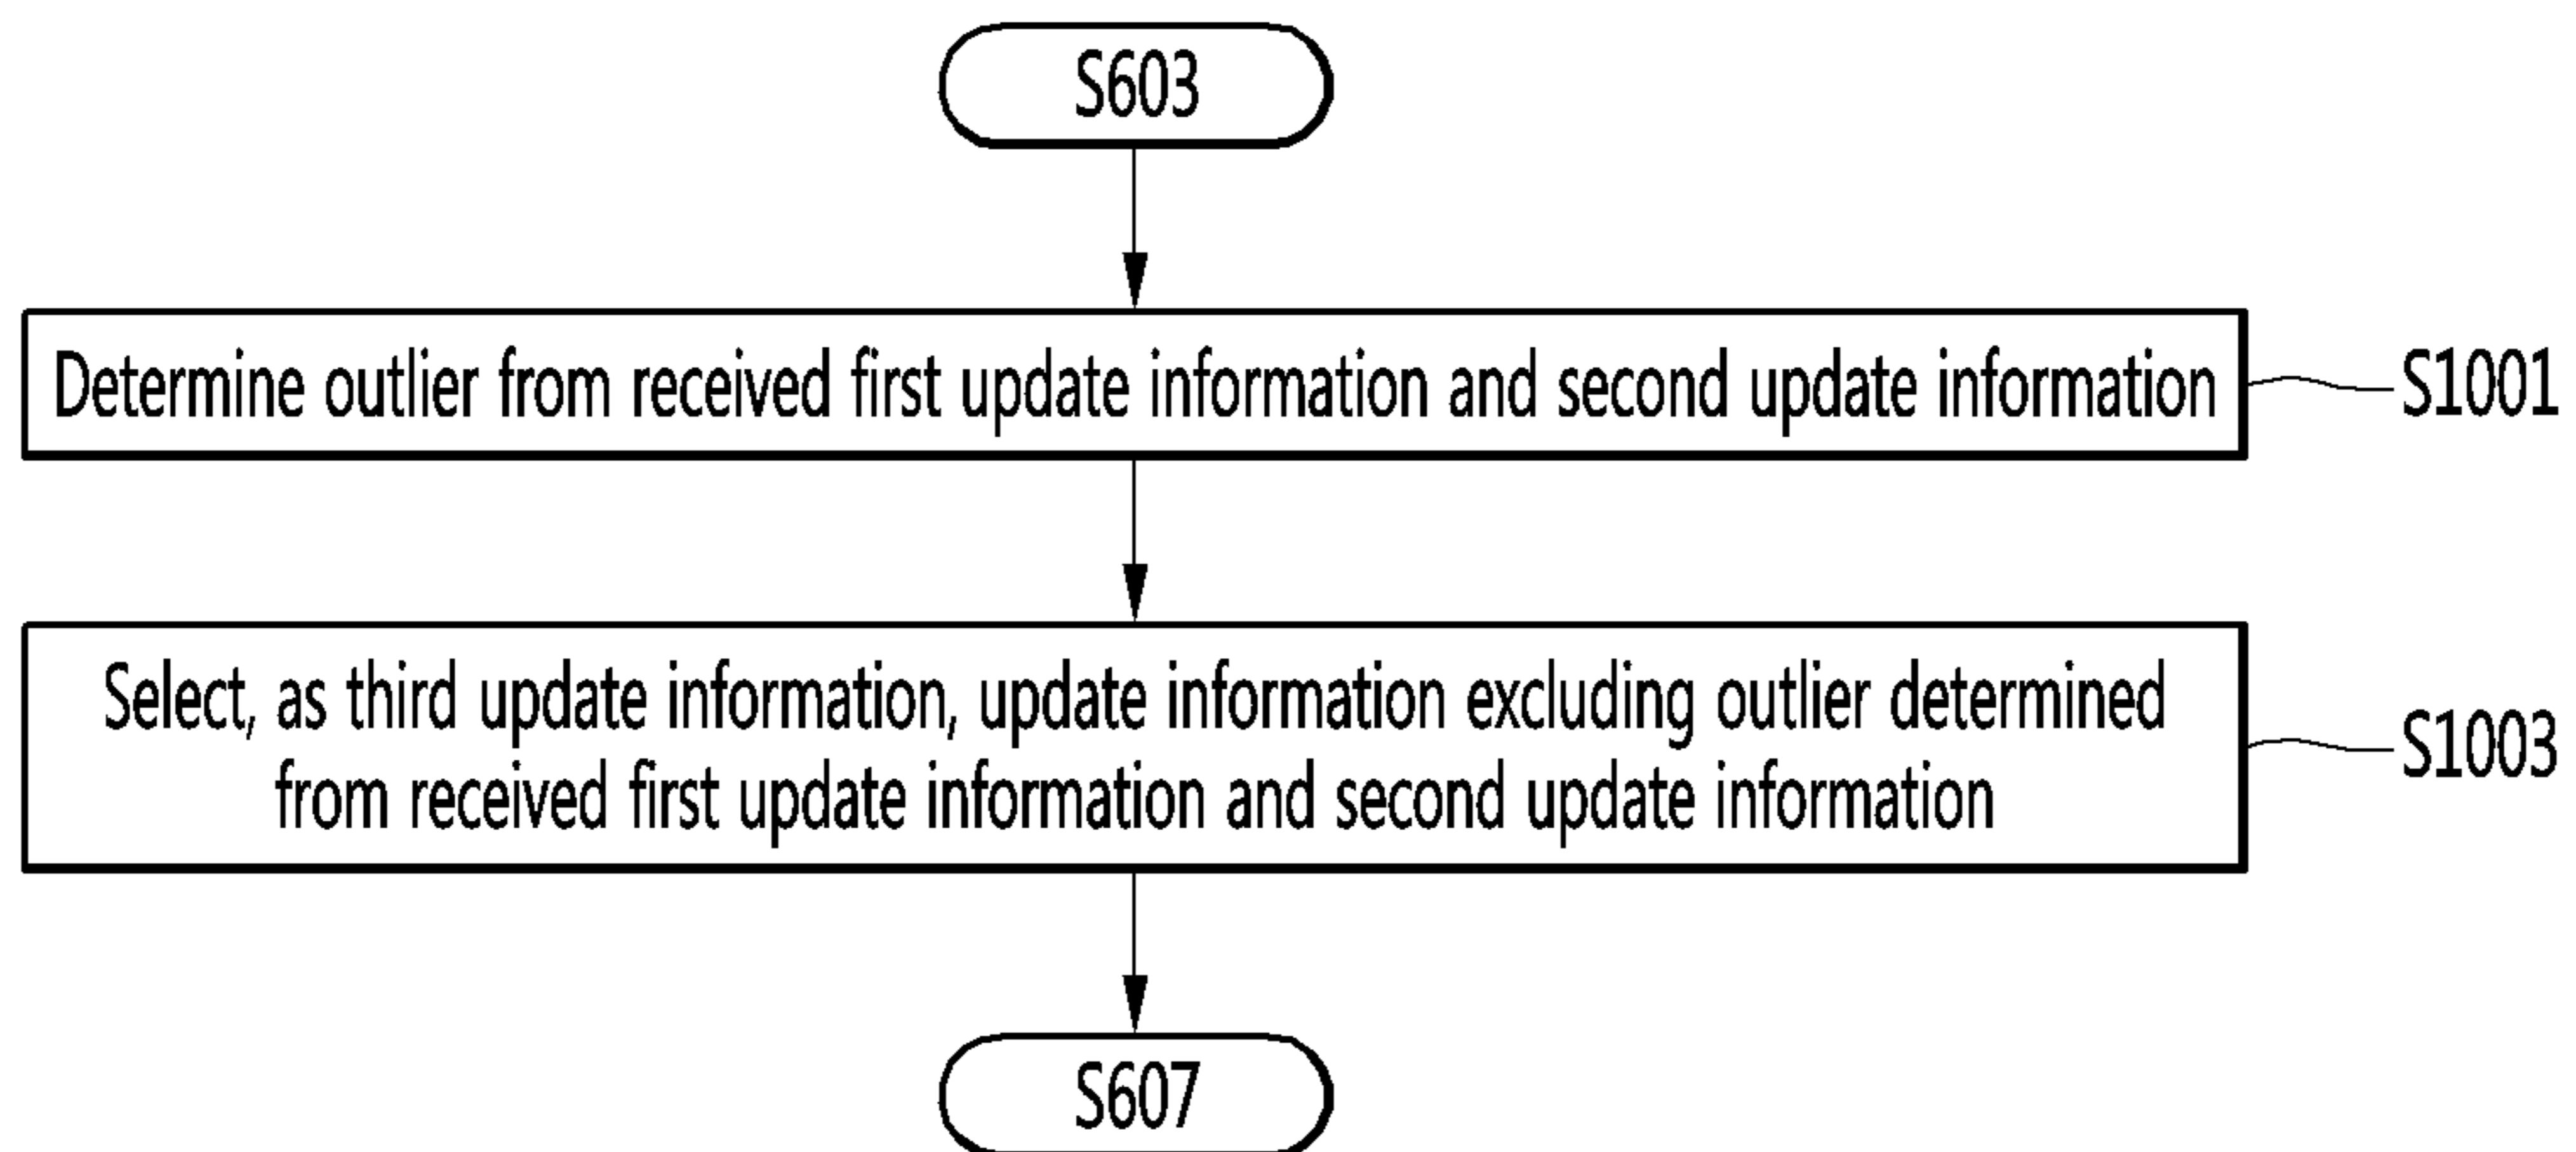 S603
Determine outlier from received first update information and second update information
S1001
Select, as third update information, update information excluding outlier determined
from received first update information and second update information
S1003
S607